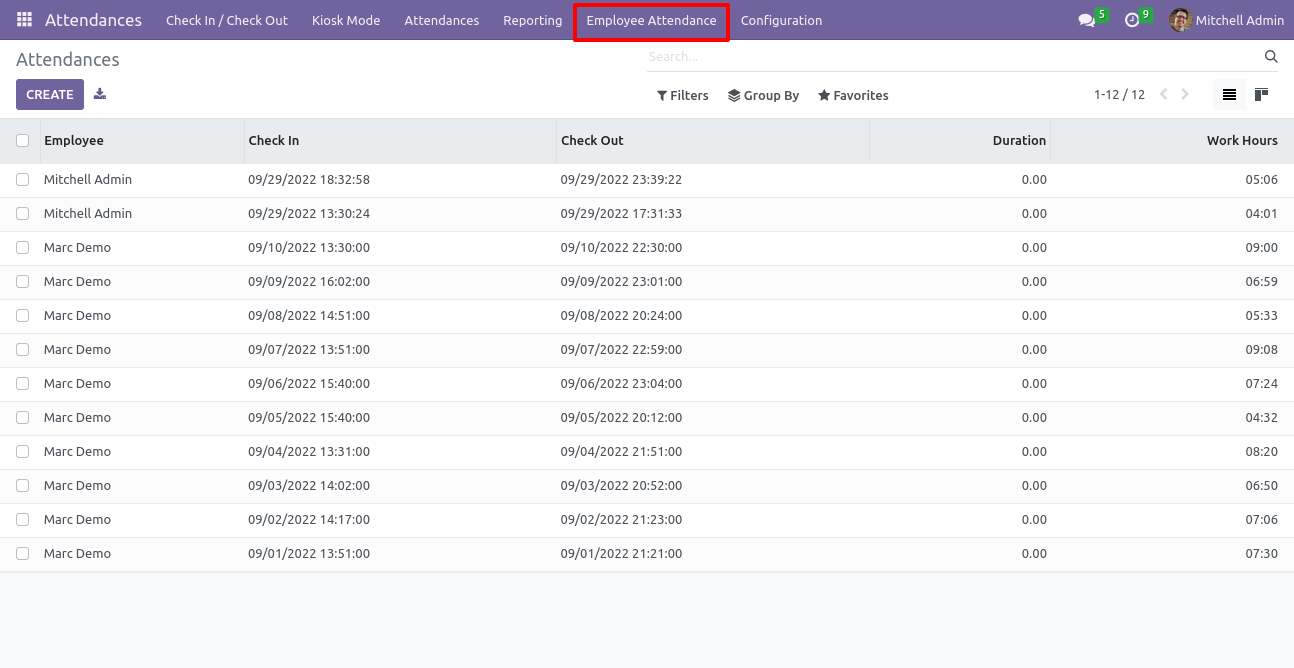 Attendances Check In / Check Out Kiosk Mode Attendances Reporting Employee Attendance Configuration 5 9 Mitchell Admin
Attendances Search...
CREATE Filters Group By Favorites 1-12 / 12
Employee Check In Check Out Duration Work Hours
Mitchell Admin 09/29/2022 18:32:58 09/29/2022 23:39:22 0.00 05:06
Mitchell Admin 09/29/2022 13:30:24 09/29/2022 17:31:33 0.00 04:01
Marc Demo 09/10/2022 13:30:00 09/10/2022 22:30:00 0.00 09:00
Marc Demo 09/09/2022 16:02:00 09/09/2022 23:01:00 0.00 06:59
Marc Demo 09/08/2022 14:51:00 09/08/2022 20:24:00 0.00 05:33
Marc Demo 09/07/2022 13:51:00 09/07/2022 22:59:00 0.00 09:08
Marc Demo 09/06/2022 15:40:00 09/06/2022 23:04:00 0.00 07:24
Marc Demo 09/05/2022 15:40:00 09/05/2022 20:12:00 0.00 04:32
Marc Demo 09/04/2022 13:31:00 09/04/2022 21:51:00 0.00 08:20
Marc Demo 09/03/2022 14:02:00 09/03/2022 20:52:00 0.00 06:50
Marc Demo 09/02/2022 14:17:00 09/02/2022 21:23:00 0.00 07:06
Marc Demo 09/01/2022 13:51:00 09/01/2022 21:21:00 0.00 07:30